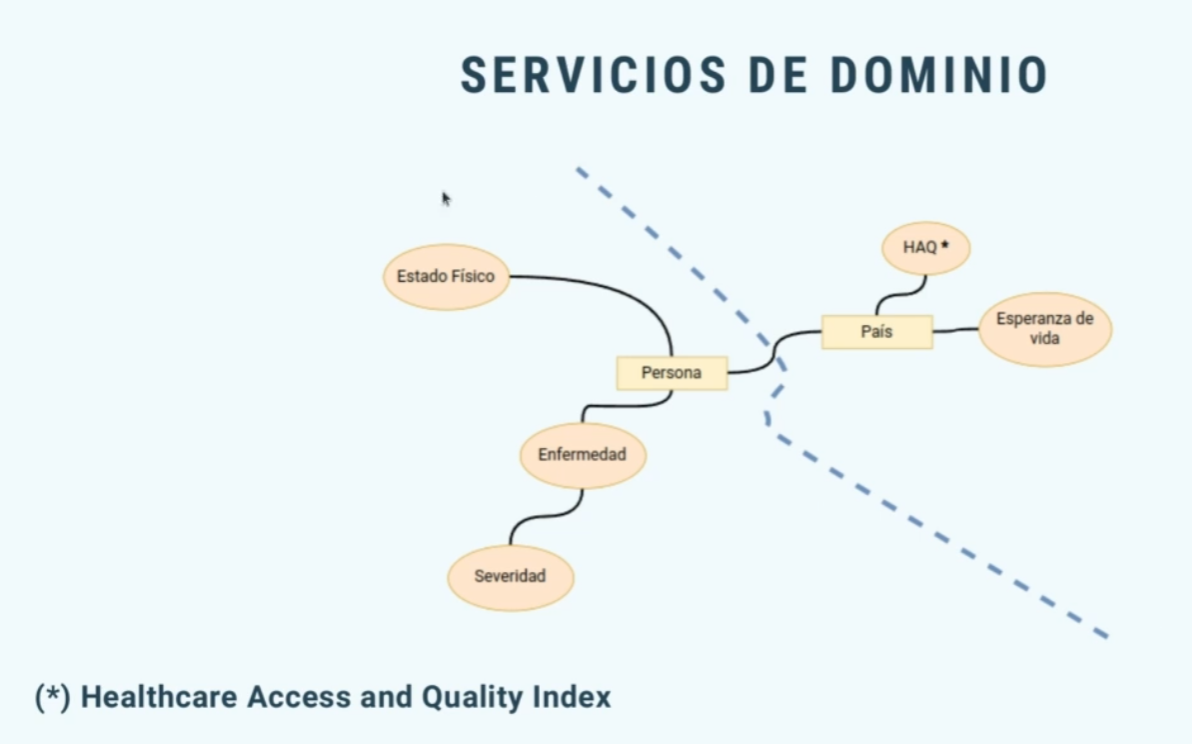 SERVICIOS DE DOMINIO
HAQ *
Estado Físico
Esperanza de
vida
País
Persona
Enfermedad
Severidad
(*) Healthcare Access and Quality Index